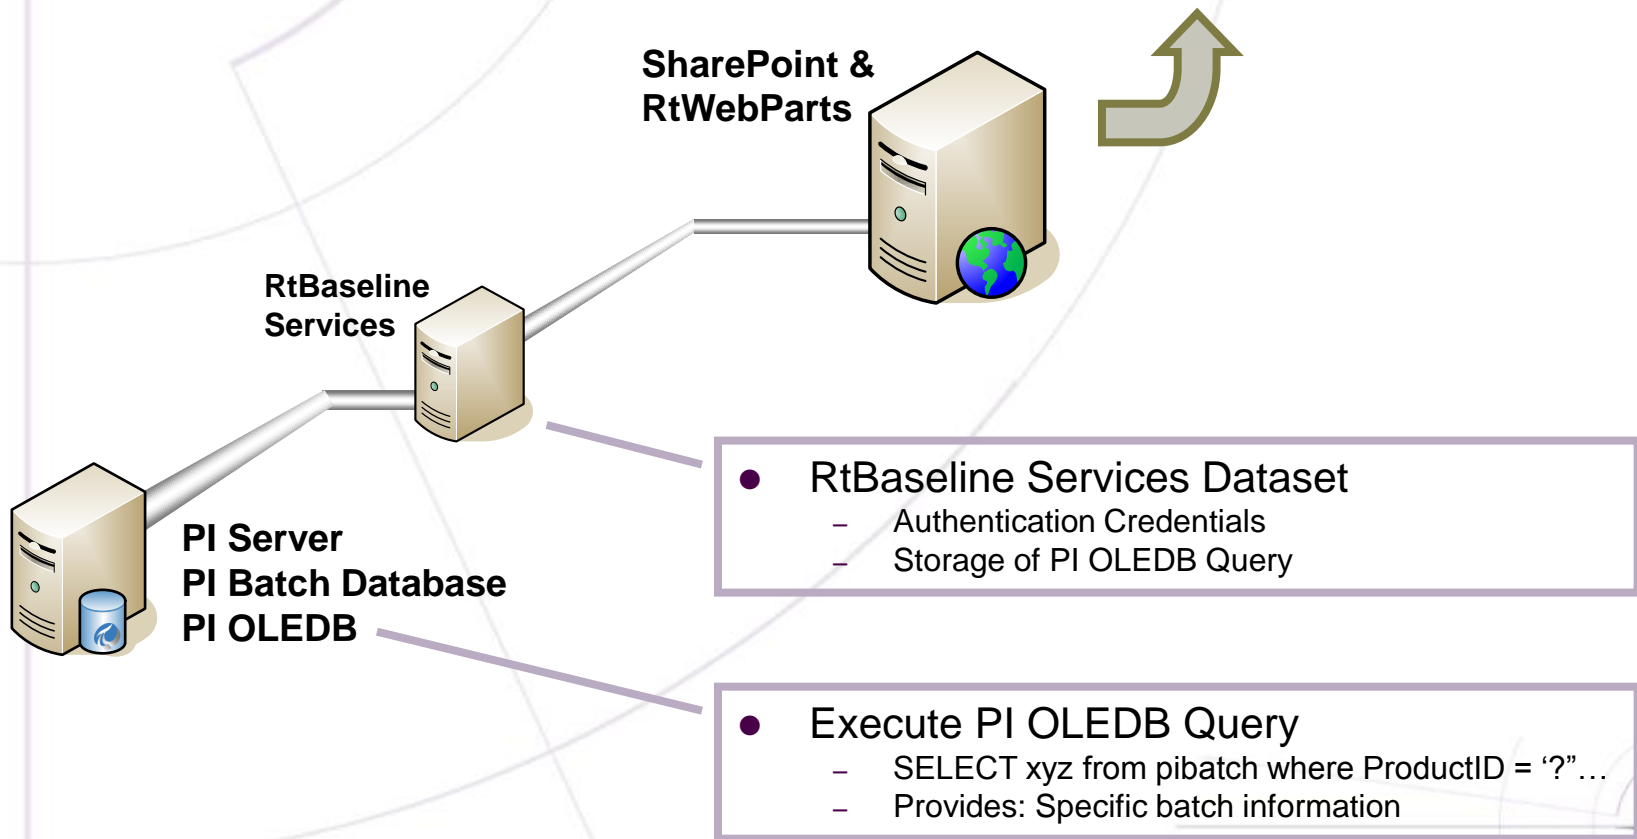 SharePoint &
RtWebParts
RtBaseline
Services
PI Server
PI Batch Database
PI OLEDB
● RtBaseline Services Dataset
– Authentication Credentials
– Storage of PI OLEDB Query
● Execute PI OLEDB Query
– SELECT xyz from pibatch where ProductID = ‘?”…
– Provides: Specific batch information